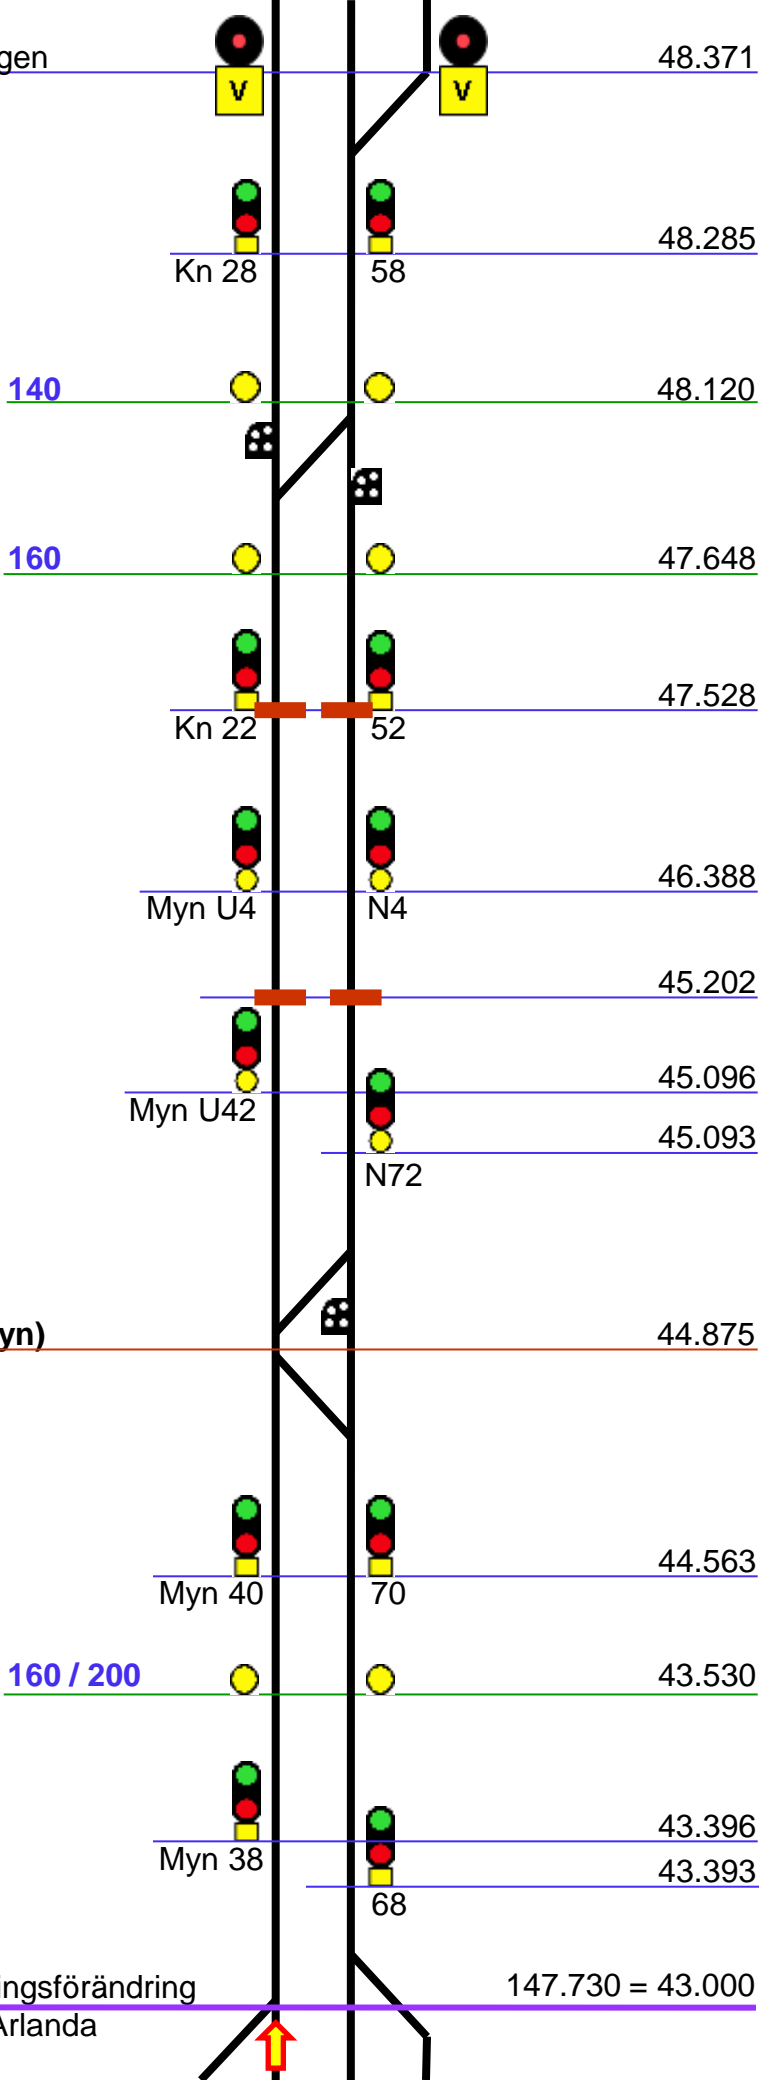 gen 48.371
V V
48.285
Kn 28 58
140 48.120
160 47.648
47.528
Kn 22 52
46.388
Myn U4 N4
45.202
45.096
Myn U42
45.093
N72
yn) 44.875
44.563
Myn 40 70
160 / 200 43.530
43.396
Myn 38
43.393
68
ingsförändring 147.730 = 43.000
Arlanda